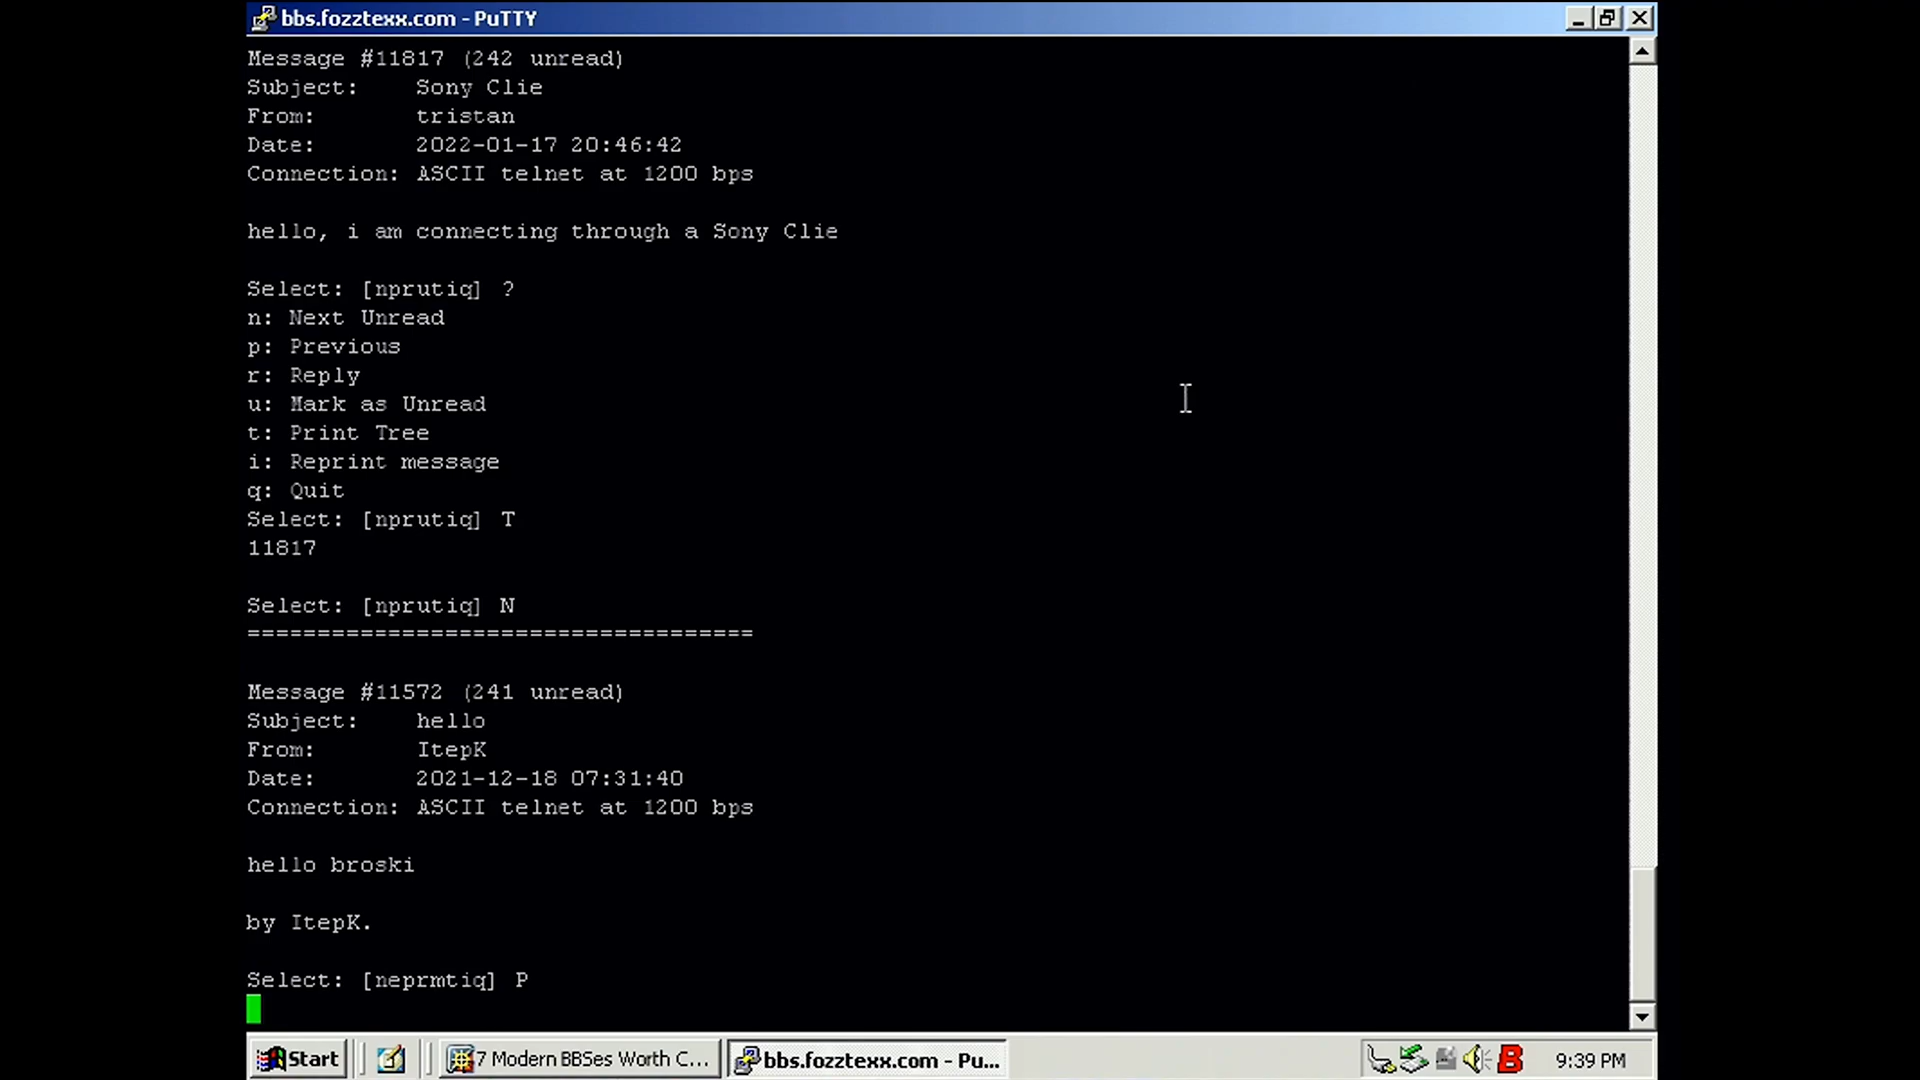 bbs.fozztexx.com - PuTTY
Message #11817 (242 unread)
Subject: Sony Clie
From: tristan
Date: 2022-01-17 20:46:42
Connection: ASCII telnet at 1200 bps
hello, i am connecting through a Sony Clie
Select: [nprutiq] ?
n: Next Unread
p: Previous
r: Reply
u: Mark as Unread
t: Print Tree
i: Reprint message
q: Quit
Select: [nprutiq] T
11817
Select: [nprutiq] N
====================================
Message #11572 (241 unread)
Subject: hello
From: ItepK
Date: 2021-12-18 07:31:40
Connection: ASCII telnet at 1200 bps
hello broski
by ItepK.
Select: [neprmtiq] P
Start
7 Modern BBSes Worth C...
bbs.fozztexx.com - Pu...
B
9:39 PM